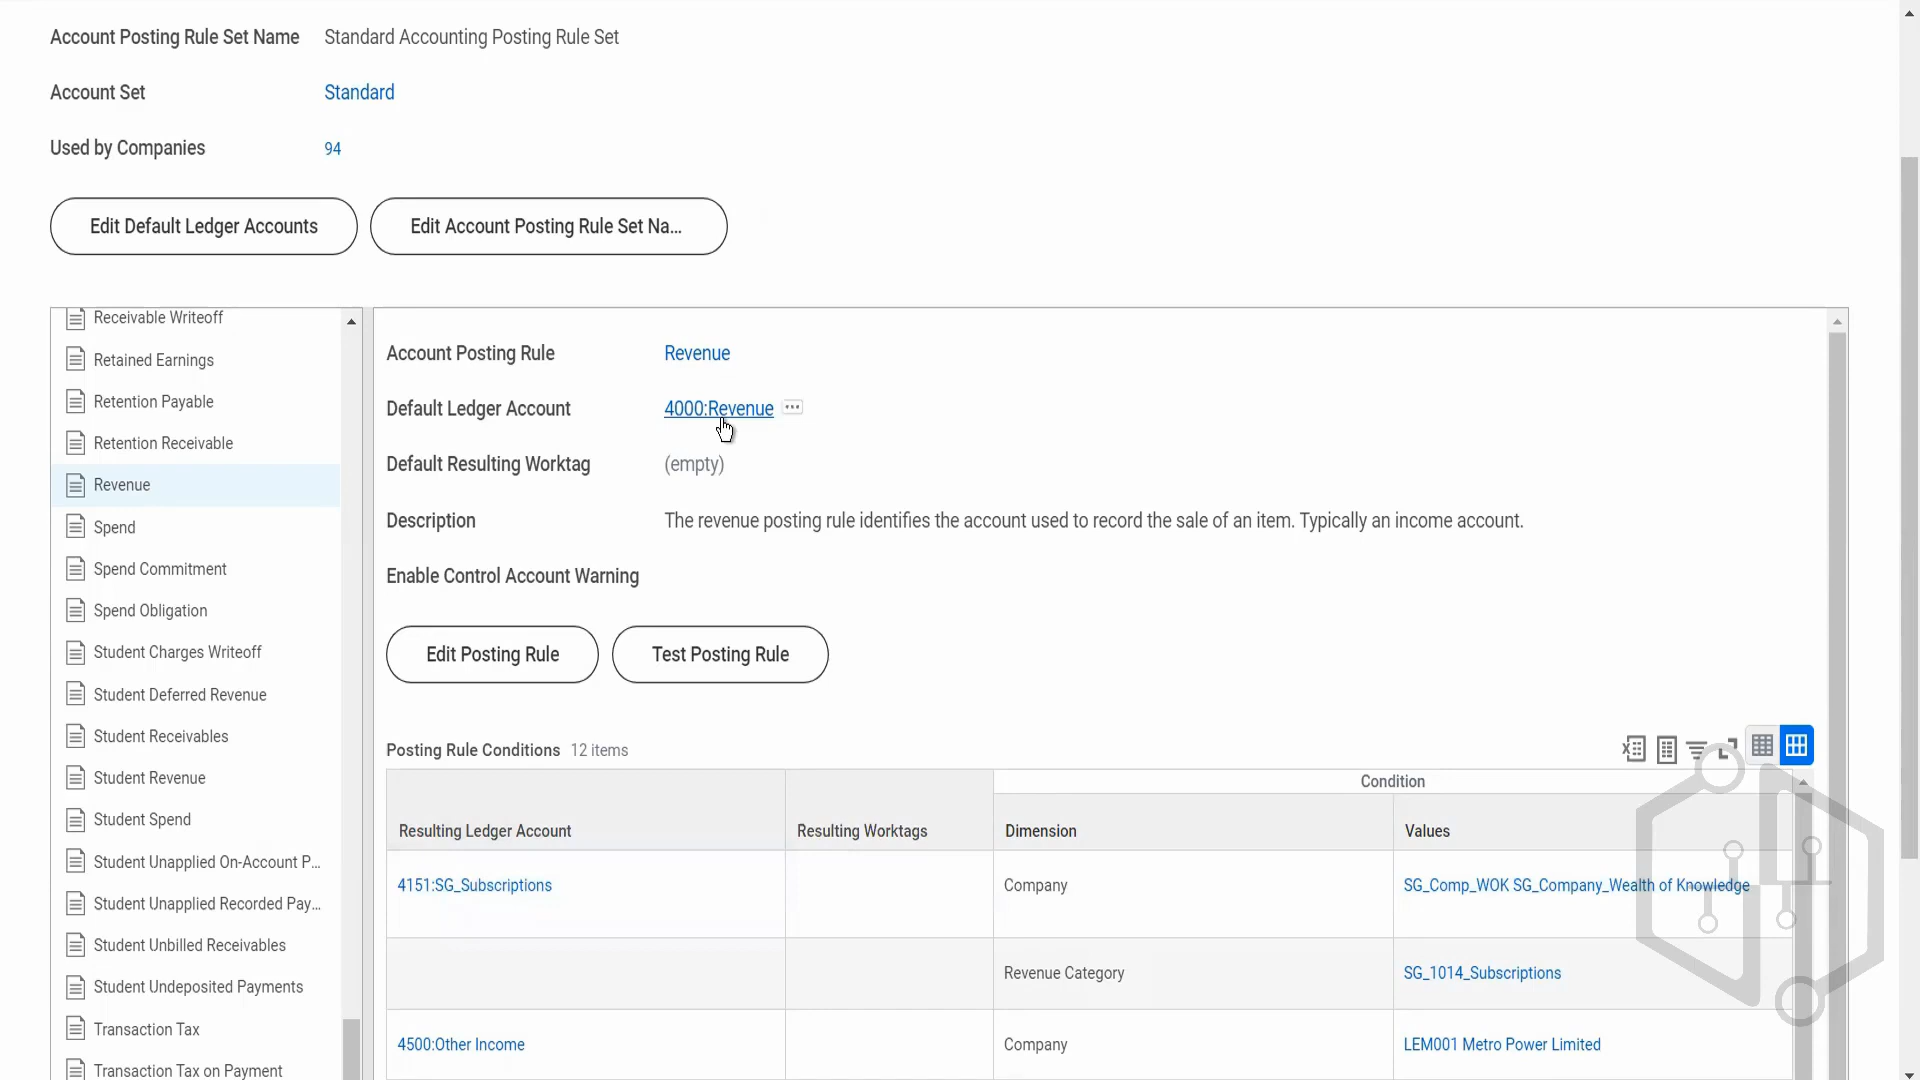 Account Posting Rule Set Name Standard Accounting Posting Rule Set
Account Set Standard
Used by Companies 94
Edit Default Ledger Accounts Edit Account Posting Rule Set Na...
Receivable Writeoff
Retained Earnings
Retention Payable
Retention Receivable
Revenue
Spend
Spend Commitment
Spend Obligation
Student Charges Writeoff
Student Deferred Revenue
Student Receivables
Student Revenue
Student Spend
Student Unapplied On-Account P...
Student Unapplied Recorded Pay...
Student Unbilled Receivables
Student Undeposited Payments
Transaction Tax
Transaction Tax on Payment
Account Posting Rule Revenue
Default Ledger Account 4000:Revenue
Default Resulting Worktag (empty)
Description The revenue posting rule identifies the account used to record the sale of an item. Typically an income account.
Enable Control Account Warning
Edit Posting Rule Test Posting Rule
Posting Rule Conditions 12 items
Condition
Resulting Ledger Account Resulting Worktags Dimension Values
4151:SG_Subscriptions Company SG_Comp_WOK SG_Company_Wealth of Knowledge
Revenue Category SG_1014_Subscriptions
4500:Other Income Company LEM001 Metro Power Limited